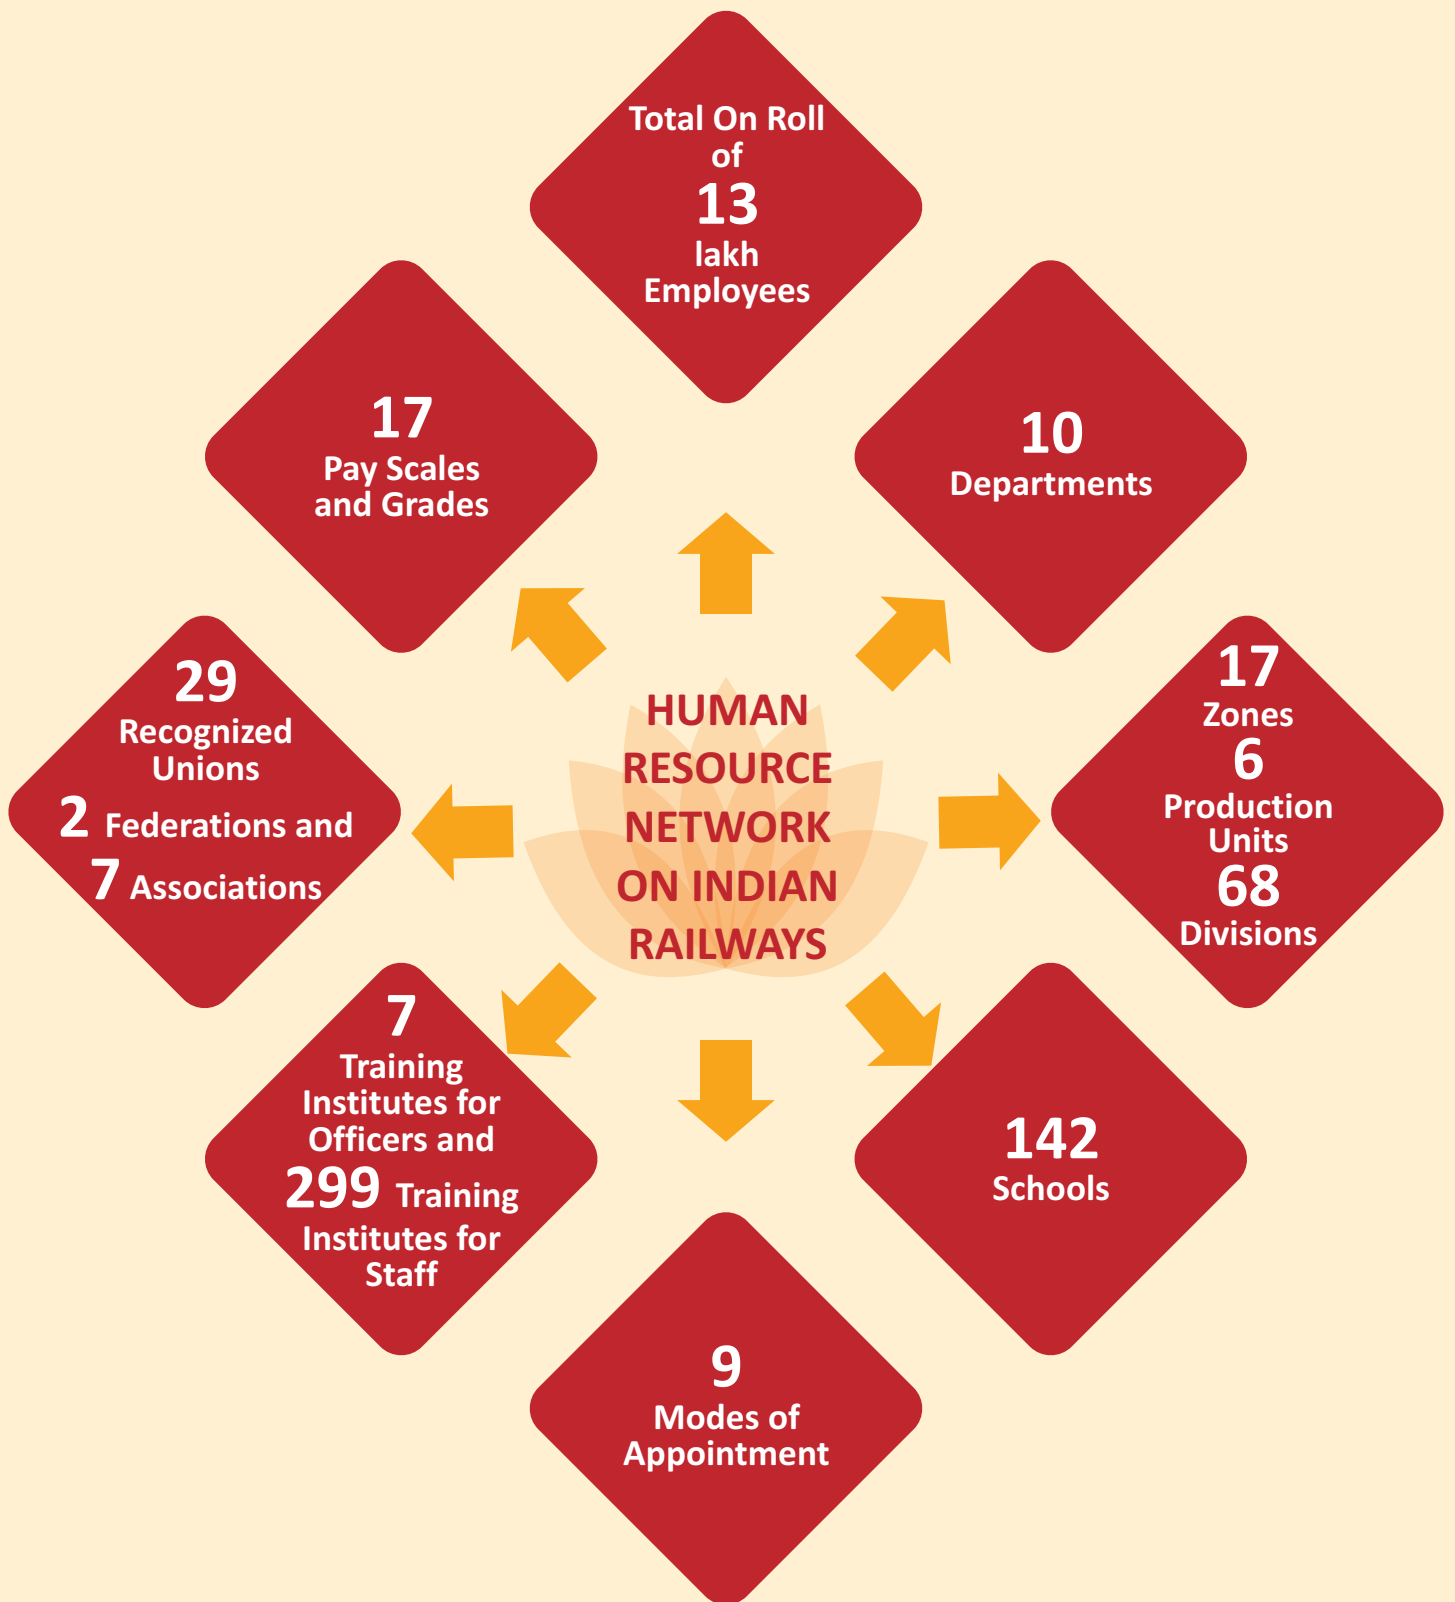 Total On Roll
of
13
lakh
Employees
17
Pay Scales
and Grades
10
Departments
29
Recognized
Unions
2 Federations and
7 Associations
HUMAN
RESOURCE
NETWORK
ON INDIAN
RAILWAYS
17
Zones
6
Production
Units
68
Divisions
7
Training
Institutes for
Officers and
299 Training
Institutes for
Staff
142
Schools
9
Modes of
Appointment